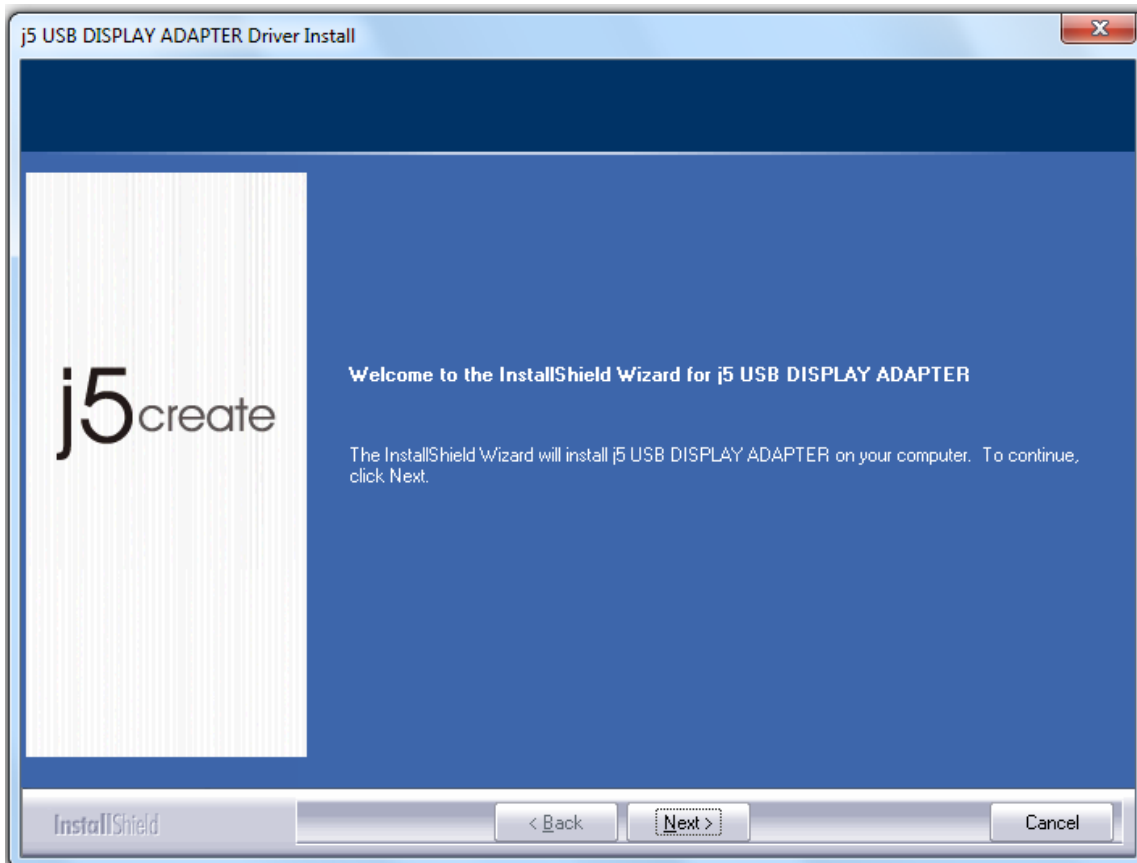 j5 USB DISPLAY ADAPTER Driver Install
x
j5create
Welcome to the InstallShield Wizard for j5 USB DISPLAY ADAPTER
The InstallShield Wizard will install j5 USB DISPLAY ADAPTER on your computer. To continue,
click Next.
InstallShield
< Back
Next >
Cancel